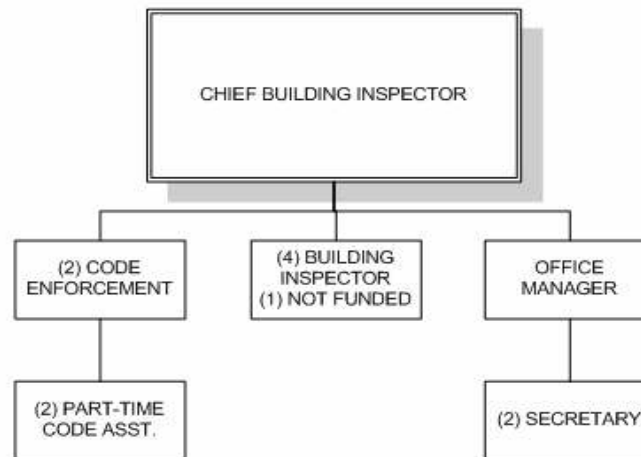 CHIEF BUILDING INSPECTOR
(2) CODE
ENFORCEMENT
(4) BUILDING
INSPECTOR
(1) NOT FUNDED
OFFICE
MANAGER
(2) PART-TIME
CODE ASST.
(2) SECRETARY